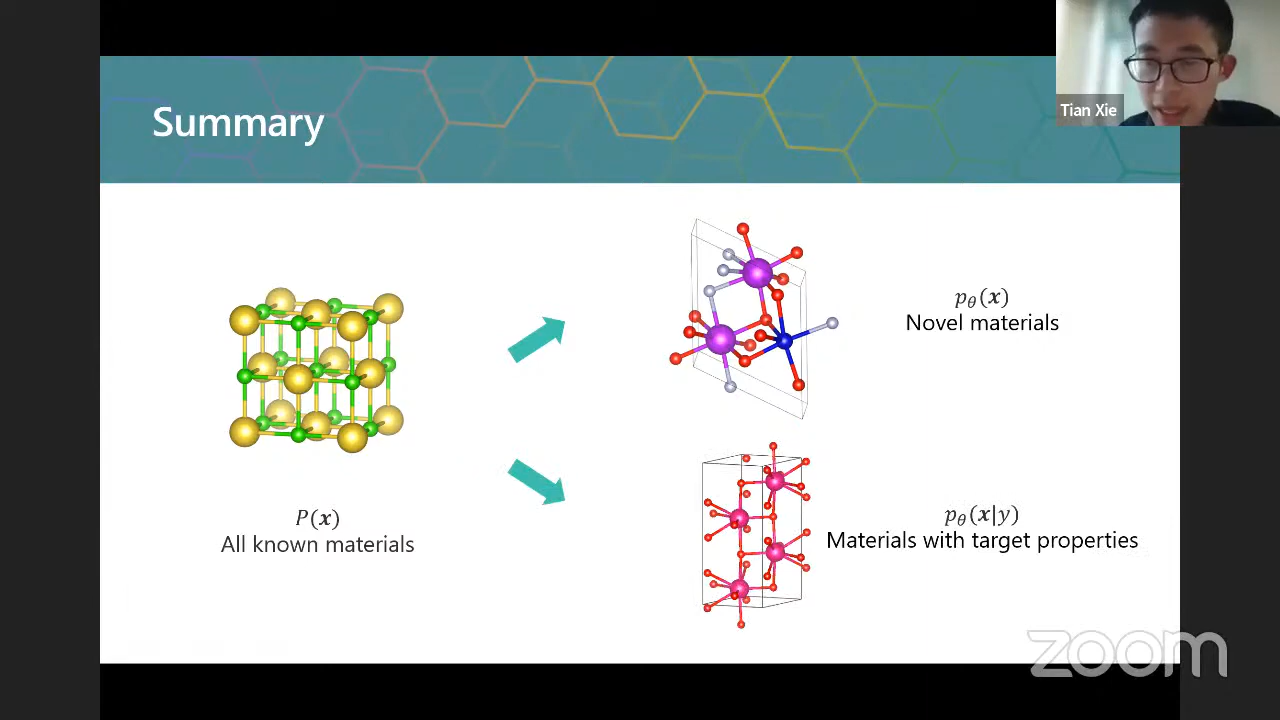 Summary
Tian Xie
pθ(x)
Novel materials
P(x)
All known materials
pθ(x|y)
Materials with target properties
zoom